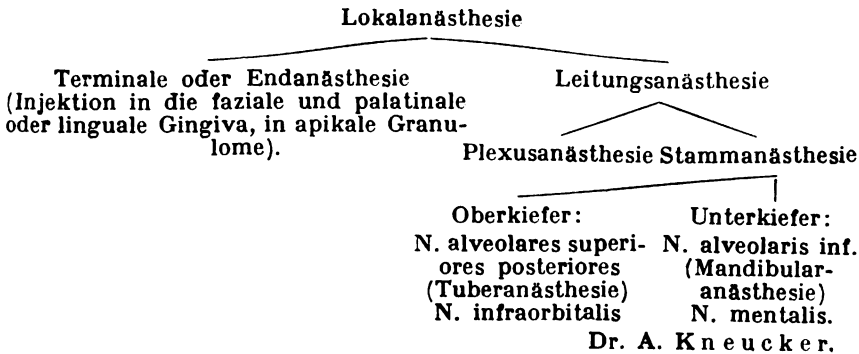 Lokalanästhesie
Terminale oder Endanästhesie
(Injektion in die faziale und palatinale
oder linguale Gingiva, in apikale Granu-
lome).
Leitungsanästhesie
Plexusanästhesie Stammanästhesie
Oberkiefer:
N. alveolares superi-
ores posteriores
(Tuberanästhesie)
N. infraorbitalis
Unterkiefer:
N. alveolaris inf.
(Mandibular-
anästhesie)
N. mentalis.
Dr. A. Kneucker.